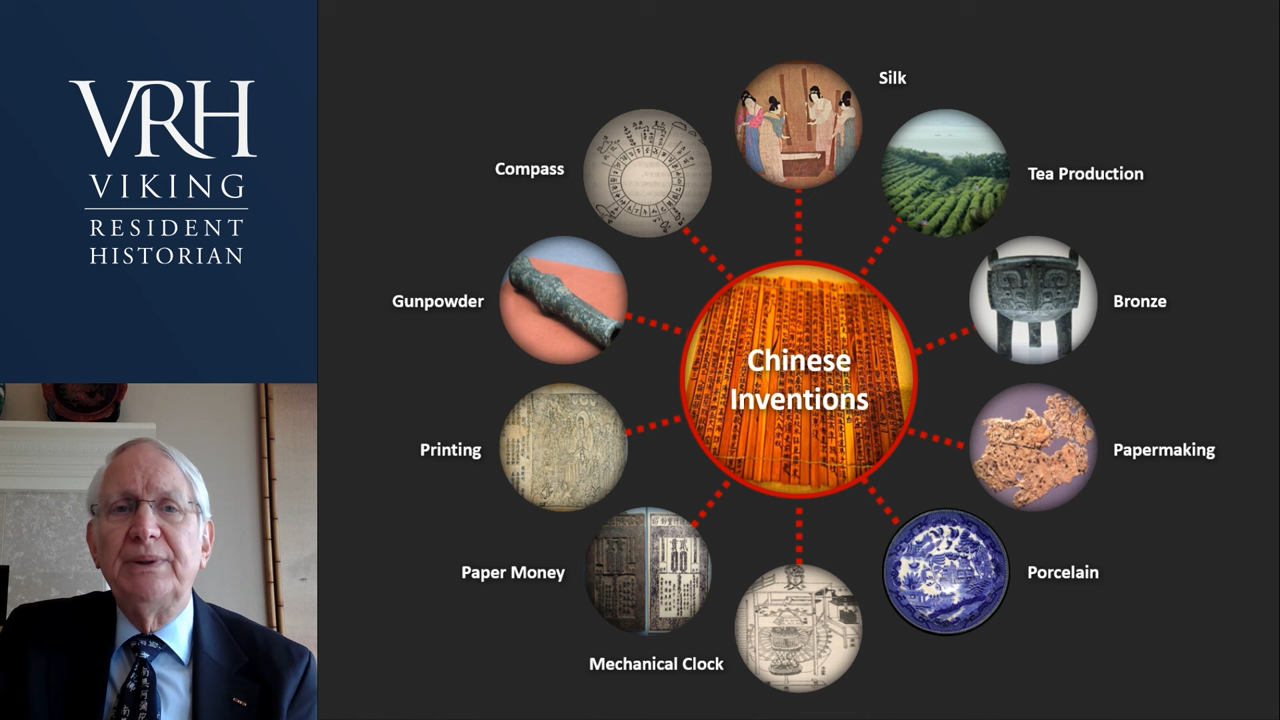 VRH
VIKING
RESIDENT
HISTORIAN
Silk
Compass
Tea Production
Gunpowder
Bronze
Chinese
Inventions
Printing
Papermaking
Paper Money
Porcelain
Mechanical Clock